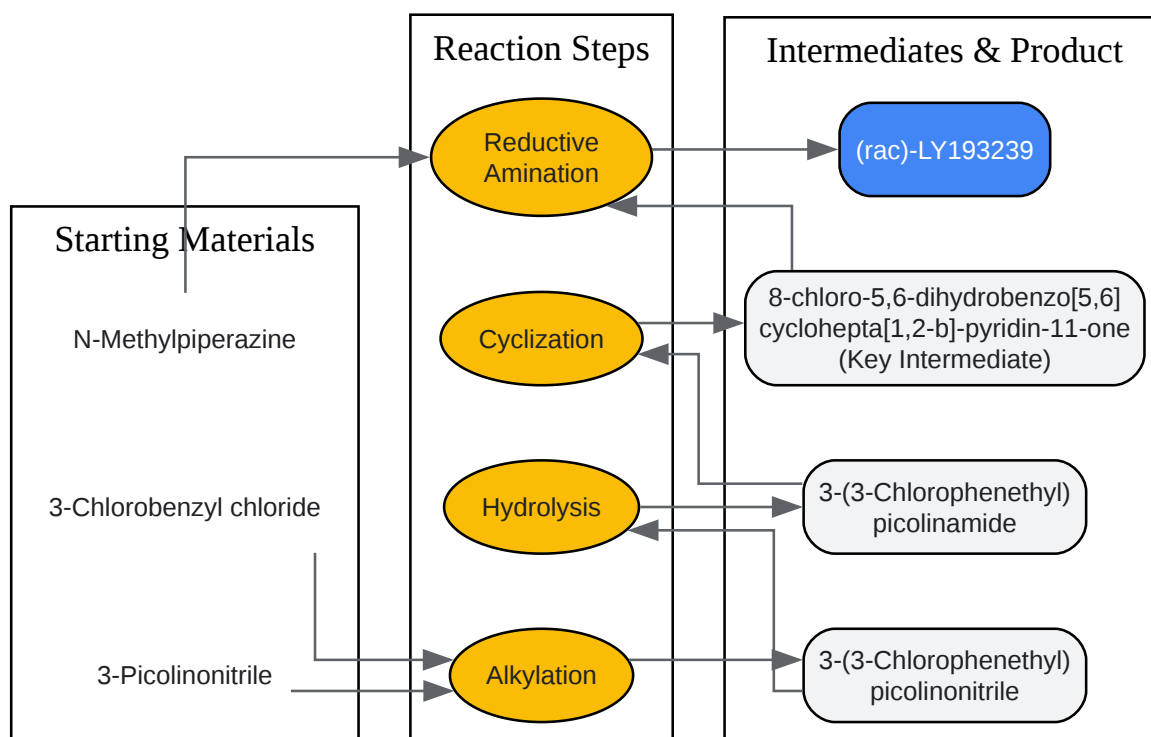 Starting Materials
N-Methylpiperazine
3-Chlorobenzyl chloride
3-Picolinonitrile
Reaction Steps
Reductive
Amination
Cyclization
Hydrolysis
Alkylation
Intermediates & Product
(rac)-LY193239
8-chloro-5,6-dihydrobenzo[5,6]
cyclohepta[1,2-b]-pyridin-11-one
(Key Intermediate)
3-(3-Chlorophenethyl)
picolinamide
3-(3-Chlorophenethyl)
picolinonitrile